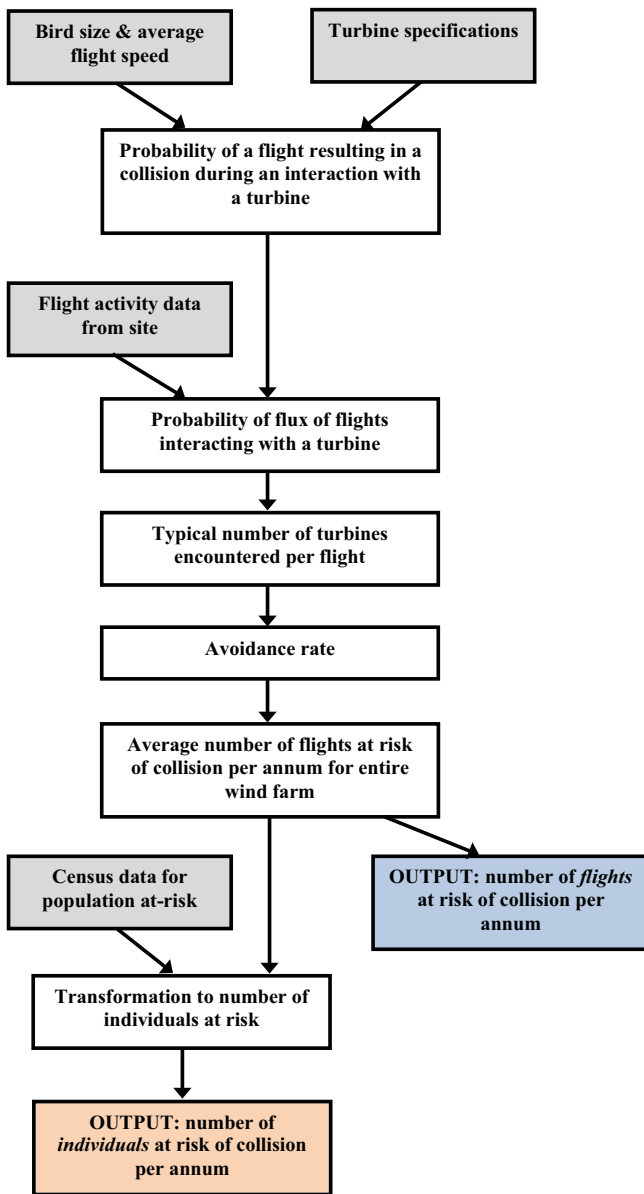 Bird size & average
flight speed
Turbine specifications
Probability of a flight resulting in a
collision during an interaction with
a turbine
Flight activity data
from site
Probability of flux of flights
interacting with a turbine
Typical number of turbines
encountered per flight
Avoidance rate
Average number of flights at risk
of collision per annum for entire
wind farm
Census data for
population at-risk
OUTPUT: number of flights
at risk of collision per
annum
Transformation to number of
individuals at risk
OUTPUT: number of
individuals at risk of collision
per annum